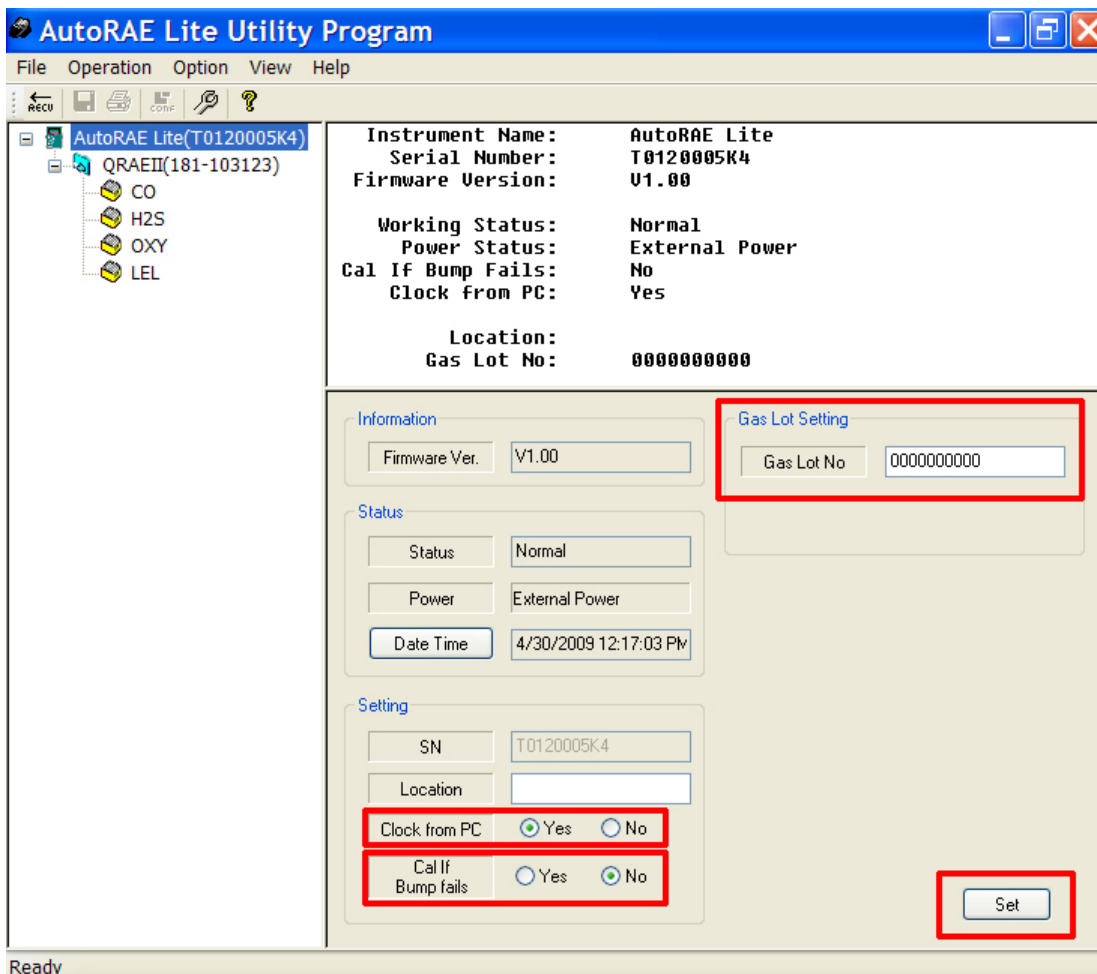 AutoRAE Lite Utility Program
File Operation Option View Help
RECV CONF ?
AutoRAE Lite(T0120005K4)
QRAEII(181-103123)
CO
H2S
OXY
LEL
Instrument Name: AutoRAE Lite
Serial Number: T0120005K4
Firmware Version: V1.00
Working Status: Normal
Power Status: External Power
Cal If Bump Fails: No
Clock from PC: Yes
Location:
Gas Lot No: 0000000000
Information
Firmware Ver. V1.00
Status
Status Normal
Power External Power
Date Time 4/30/2009 12:17:03 PM
Setting
SN T0120005K4
Location
Clock from PC Yes No
Cal If
Bump fails Yes No
Gas Lot Setting
Gas Lot No 0000000000
Set
Ready